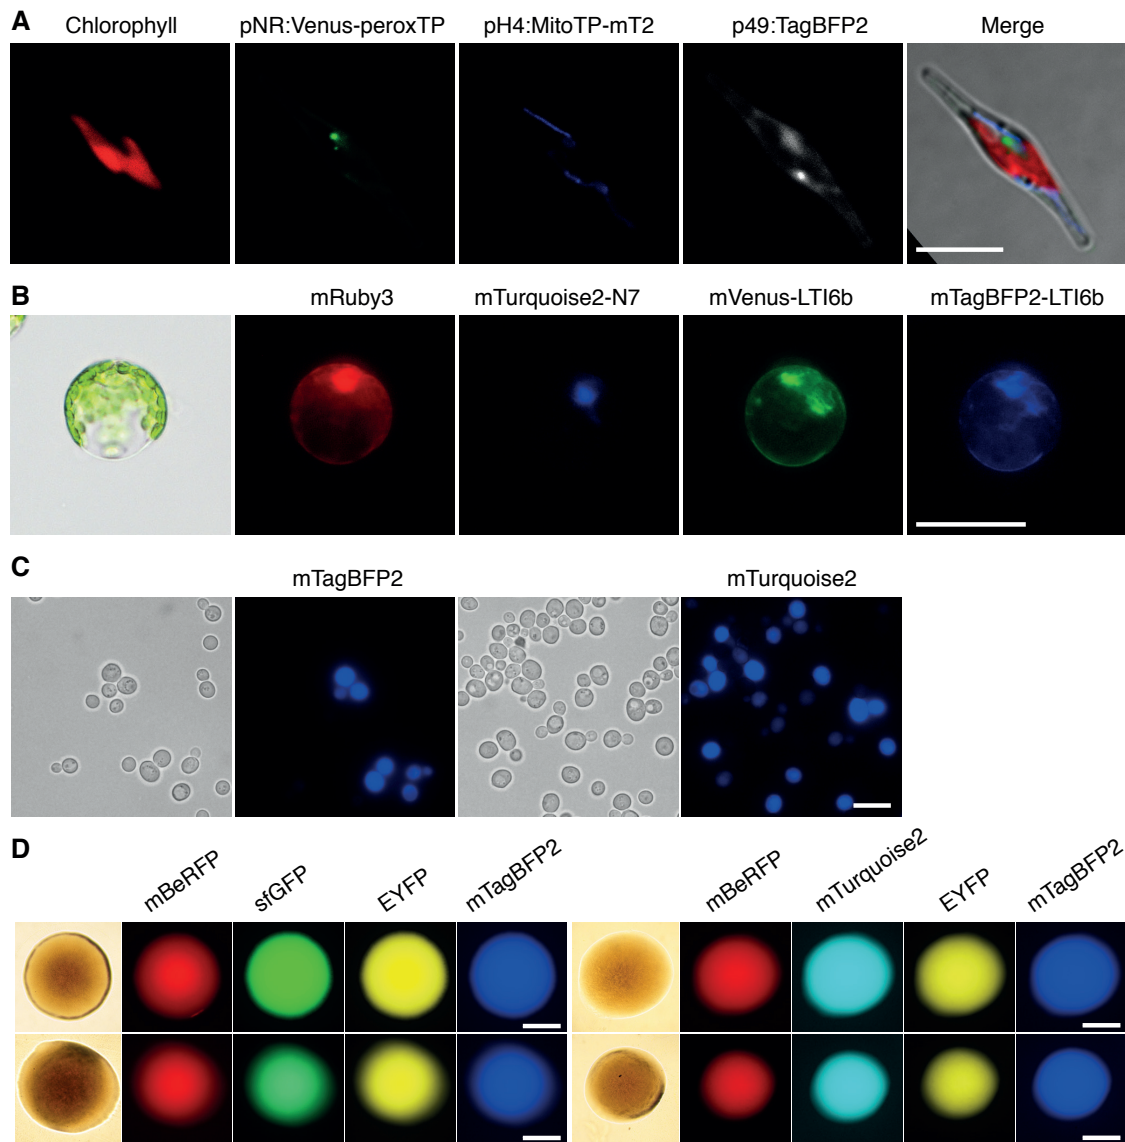 A
Chlorophyll pNR:Venus-peroxTP pH4:MitoTP-mT2 p49:TagBFP2 Merge
B
mRuby3 mTurquoise2-N7 mVenus-LTI6b mTagBFP2-LTI6b
C
mTagBFP2 mTurquoise2
D
mBeRFP sfGFP EYFP mTagBFP2 mBeRFP mTurquoise2 EYFP mTagBFP2